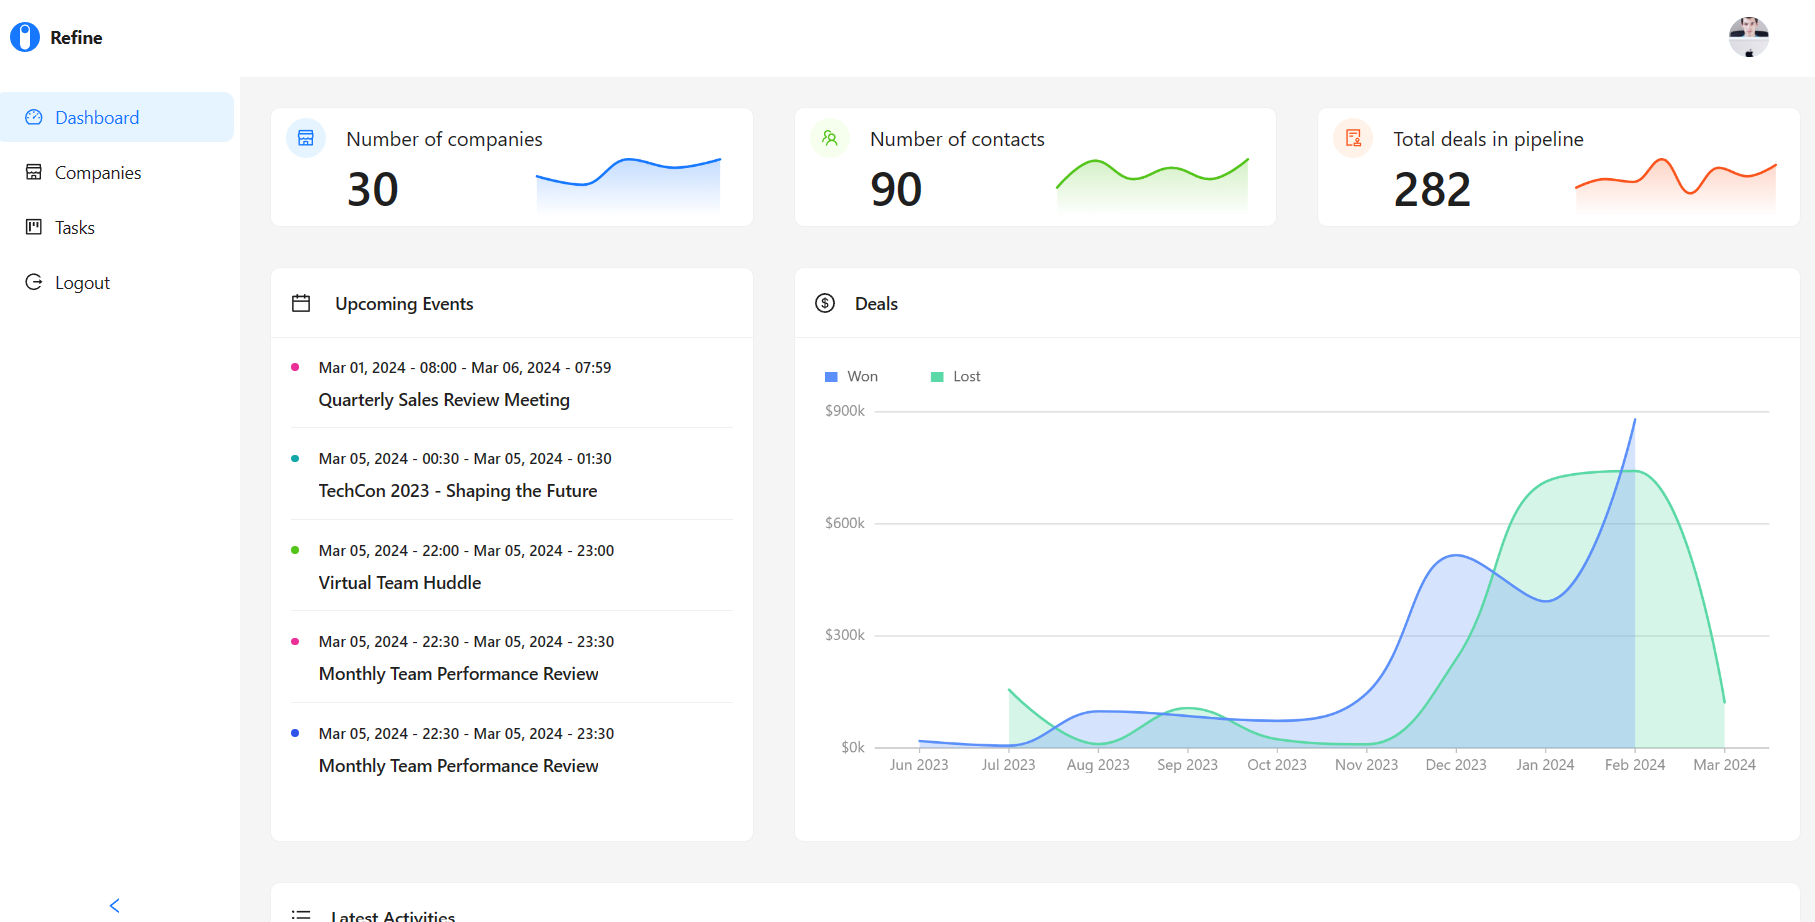 Refine
Dashboard
Companies
Tasks
Logout
Number of companies
30
Number of contacts
90
Total deals in pipeline
282
Upcoming Events
Mar 01, 2024 - 08:00 - Mar 06, 2024 - 07:59
Quarterly Sales Review Meeting
Mar 05, 2024 - 00:30 - Mar 05, 2024 - 01:30
TechCon 2023 - Shaping the Future
Mar 05, 2024 - 22:00 - Mar 05, 2024 - 23:00
Virtual Team Huddle
Mar 05, 2024 - 22:30 - Mar 05, 2024 - 23:30
Monthly Team Performance Review
Mar 05, 2024 - 22:30 - Mar 05, 2024 - 23:30
Monthly Team Performance Review
Deals
Won Lost
$900k
$600k
$300k
$0k
Jun 2023 Jul 2023 Aug 2023 Sep 2023 Oct 2023 Nov 2023 Dec 2023 Jan 2024 Feb 2024 Mar 2024
Latest Activities